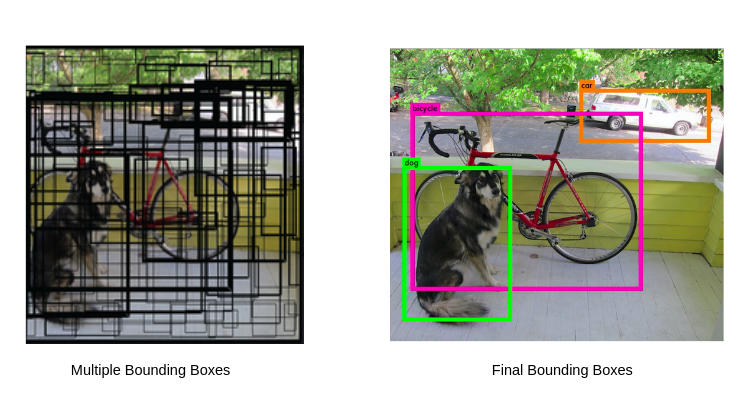 car
bicycle
dog
Multiple Bounding Boxes
Final Bounding Boxes